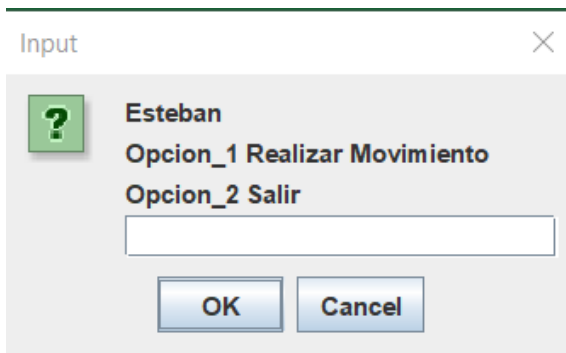 Input
Esteban
Opcion_1 Realizar Movimiento
Opcion_2 Salir
OK Cancel